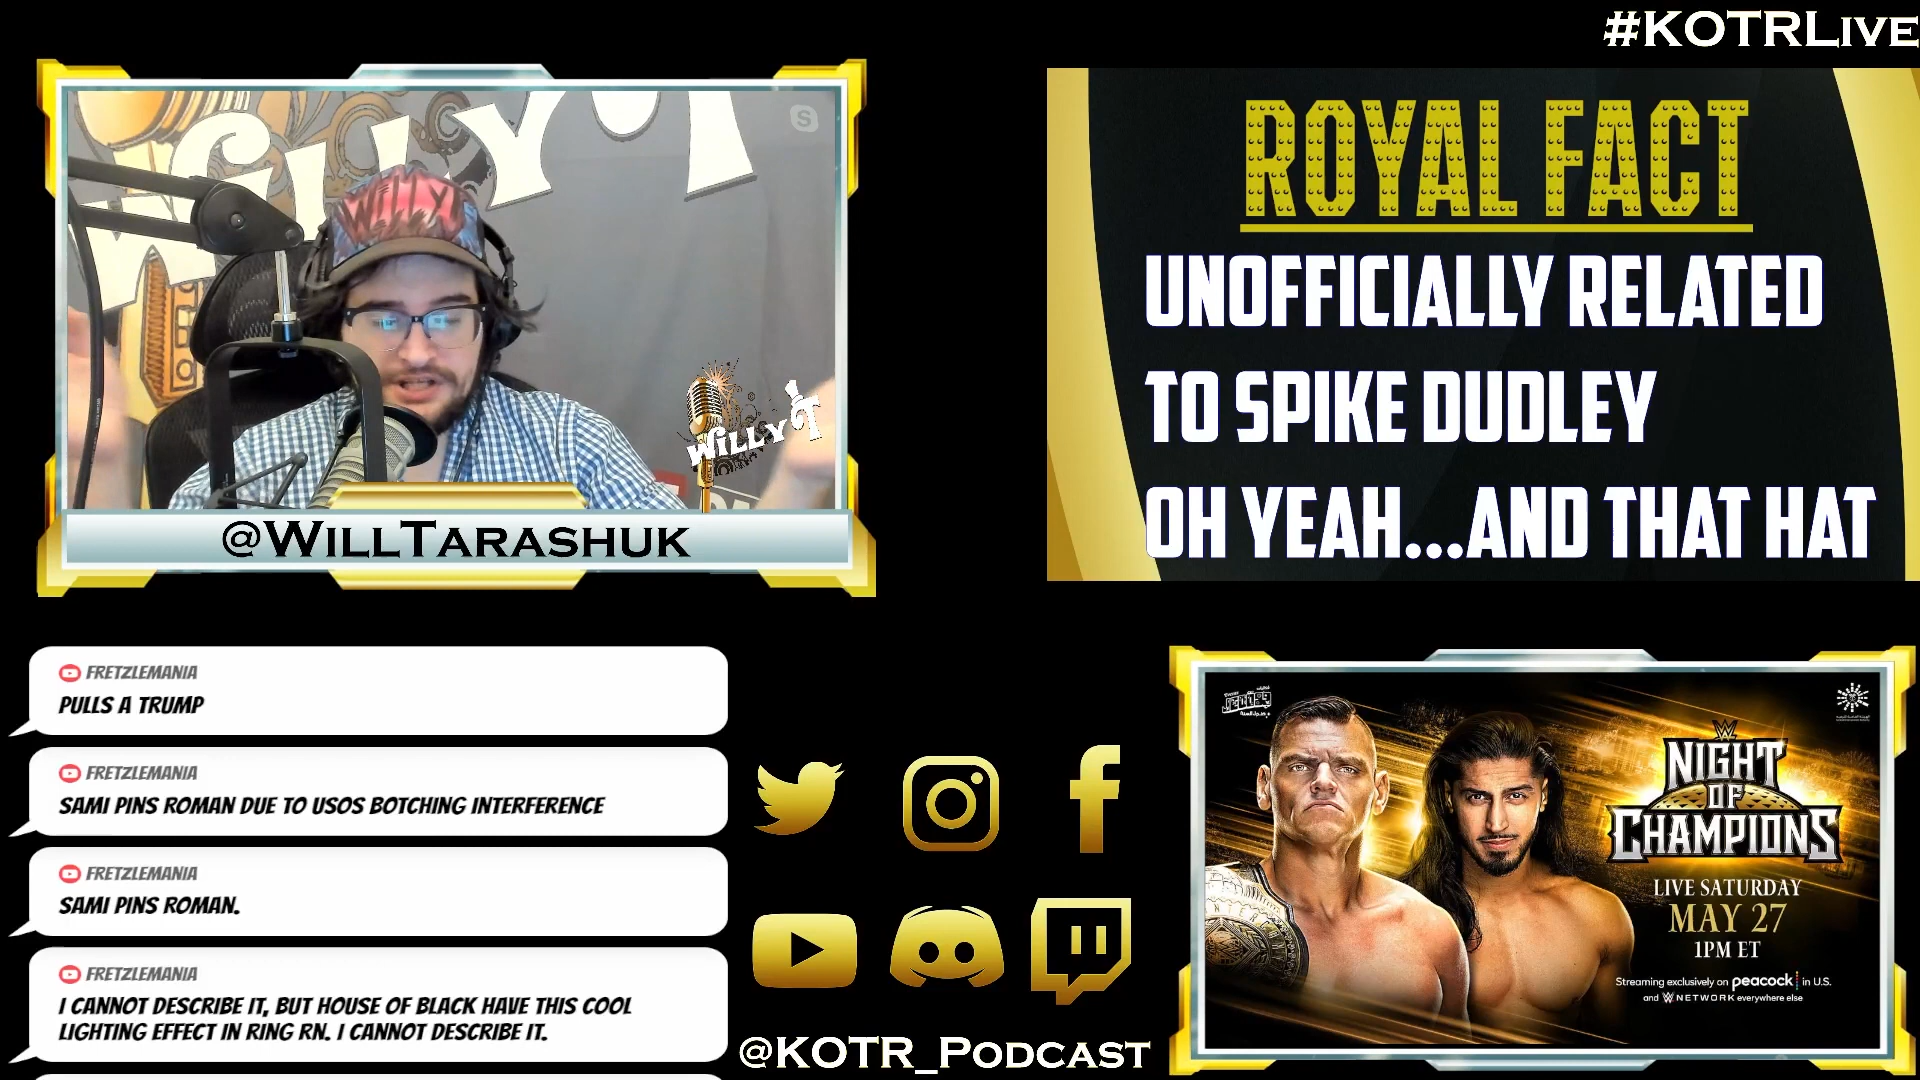 #KOTRLive
WILLY T
WILLY
S
WILLY T
@WillTarashuk
ROYAL FACT
UNOFFICIALLY RELATED
TO SPIKE DUDLEY
OH YEAH...AND THAT HAT
FRETZLEMANIA
PULLS A TRUMP
FRETZLEMANIA
SAMI PINS ROMAN DUE TO USOS BOTCHING INTERFERENCE
FRETZLEMANIA
SAMI PINS ROMAN.
FRETZLEMANIA
I CANNOT DESCRIBE IT, BUT HOUSE OF BLACK HAVE THIS COOL
LIGHTING EFFECT IN RING RN. I CANNOT DESCRIBE IT.
@KOTR_Podcast
W
NIGHT
OF
CHAMPIONS
LIVE SATURDAY
MAY 27
1PM ET
Streaming exclusively on peacock in U.S.
and W NETWORK everywhere else